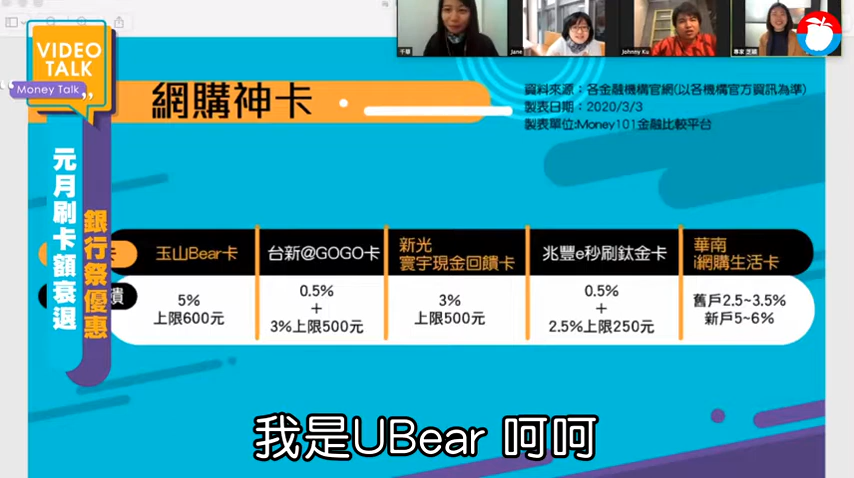 VIDEO
TALK
Money Talk
元月刷卡額衰退
銀行祭優惠
千華
Jane
Johnny Ku
網購神卡
資料來源：各金融機構官網(以各機構官方資訊為準)
製表日期：2020/3/3
製表單位:Money101金融比較平台
卡
玉山Bear卡
台新@GOGO卡
新光
寰宇現金回饋卡
兆豐e秒刷鈦金卡
華南
i網購生活卡
饋
5%
上限600元
0.5%
+
3%上限500元
3%
上限500元
0.5%
+
2.5%上限250元
舊戶2.5~3.5%
新戶5~6%
我是UBear 呵呵